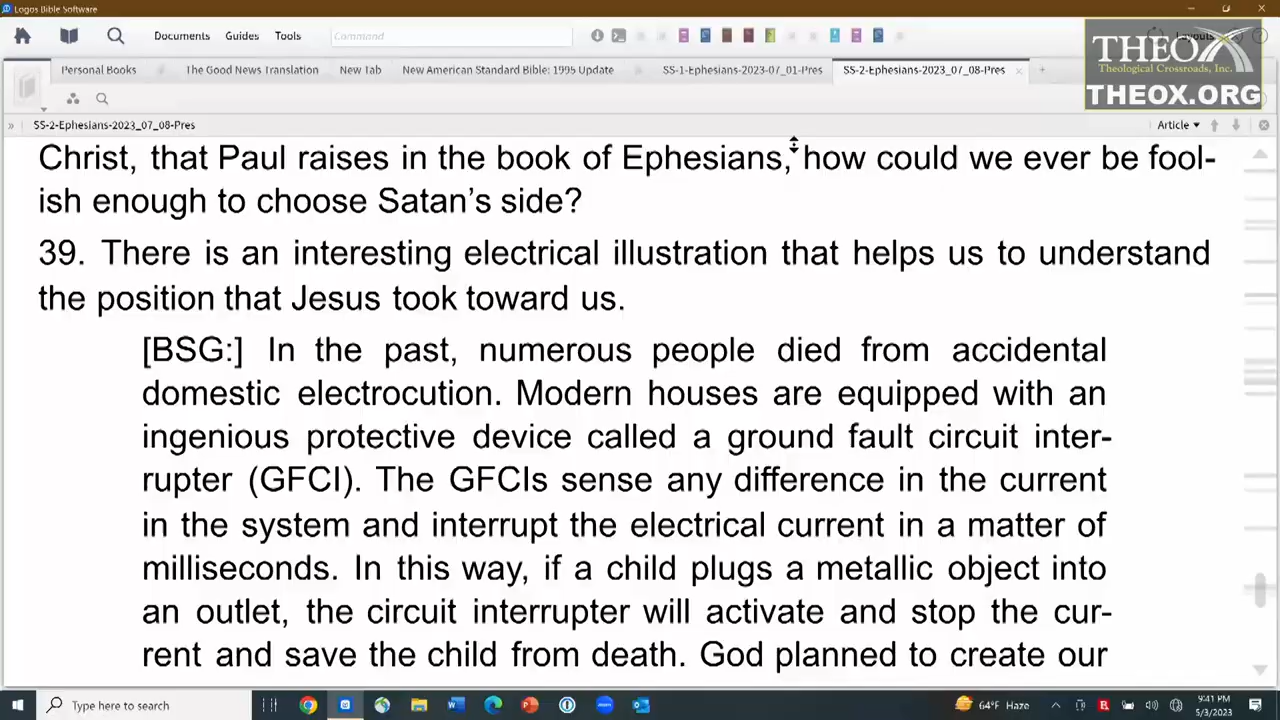 Logos Bible Software
Documents Guides Tools Command
THEOX
Theological Crossroads, Inc.
THEOX.ORG
Personal Books The Good News Translation New Tab SS-1-Ephesians-2023-07_01-Pres SS-2-Ephesians-2023_07_08-Pres
SS-2-Ephesians-2023_07_08-Pres Article
Christ, that Paul raises in the book of Ephesians, how could we ever be fool-
ish enough to choose Satan’s side?
39. There is an interesting electrical illustration that helps us to understand
the position that Jesus took toward us.
[BSG:] In the past, numerous people died from accidental
domestic electrocution. Modern houses are equipped with an
ingenious protective device called a ground fault circuit inter-
rupter (GFCI). The GFCIs sense any difference in the current
in the system and interrupt the electrical current in a matter of
milliseconds. In this way, if a child plugs a metallic object into
an outlet, the circuit interrupter will activate and stop the cur-
rent and save the child from death. God planned to create our
Type here to search 64°F Haze 9:41 PM
5/3/2023